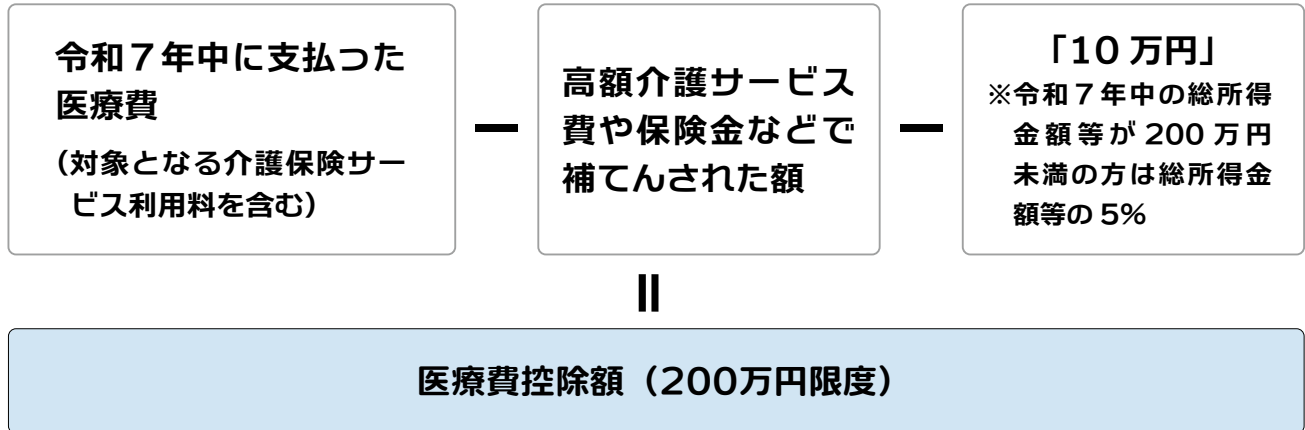 令和７年中に支払つた
医療費
（対象となる介護保険サー
ビス利用料を含む）
ー
高額介護サービス
費や保険金などで
補てんされた額
ー
「10 万円」
※令和７年中の総所得
金額等が 200 万円
未満の方は総所得金
額等の 5%
＝
医療費控除額（200万円限度）